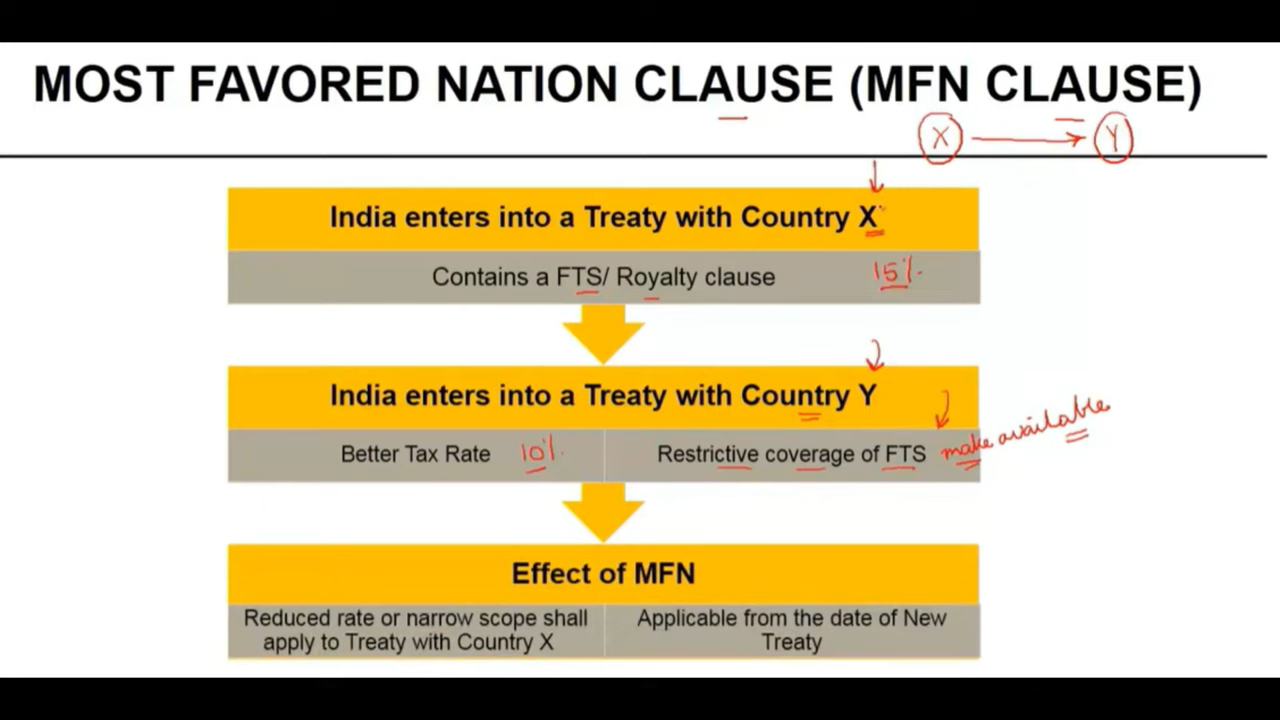 MOST FAVORED NATION CLAUSE (MFN CLAUSE)
X Y
India enters into a Treaty with Country X
Contains a FTS/ Royalty clause 15%
India enters into a Treaty with Country Y
Better Tax Rate 10%
Restrictive coverage of FTS make available
Effect of MFN
Reduced rate or narrow scope shall
apply to Treaty with Country X
Applicable from the date of New
Treaty